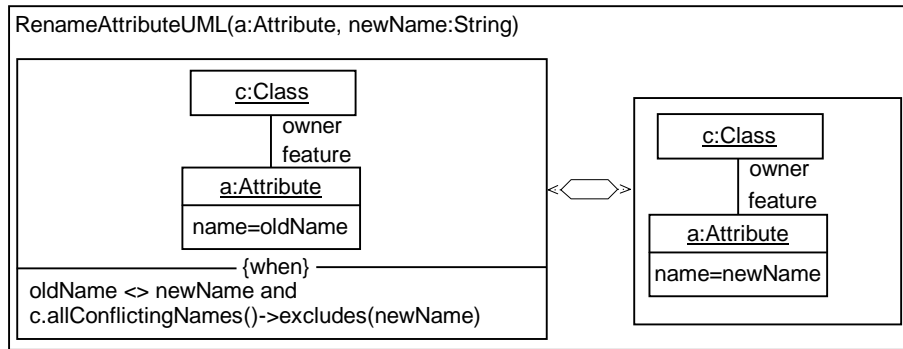 RenameAttributeUML(a:Attribute, newName:String)
c:Class
owner
feature
a:Attribute
name=oldName
{when}
oldName <> newName and
c.allConflictingNames()->excludes(newName)
c:Class
owner
feature
a:Attribute
name=newName